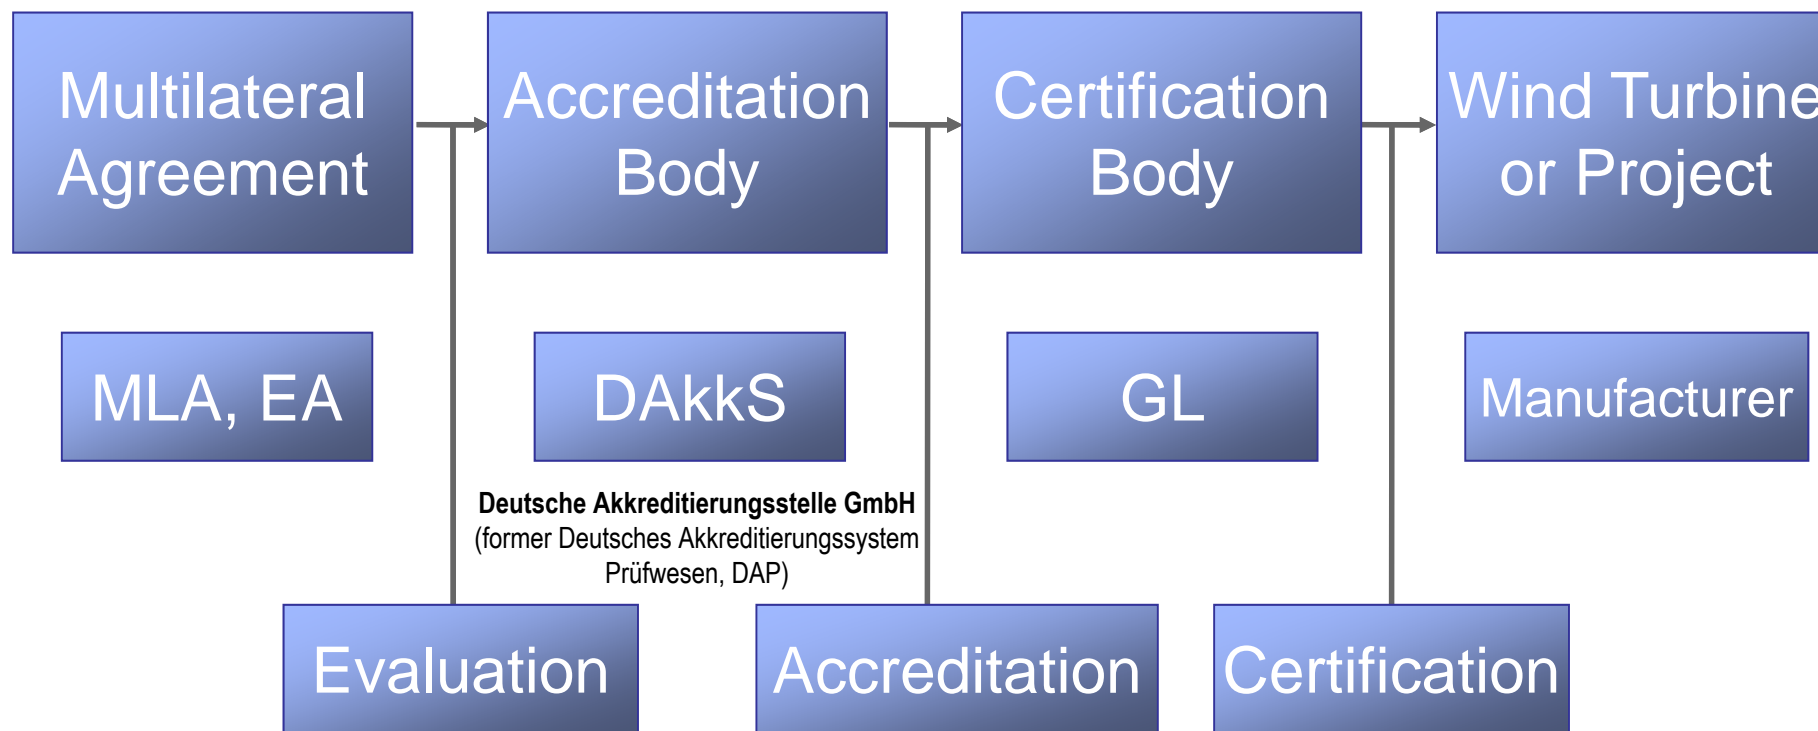 Multilateral
Agreement
Accreditation
Body
Certification
Body
Wind Turbine
or Project
MLA, EA
DAkkS
GL
Manufacturer
Deutsche Akkreditierungsstelle GmbH
(former Deutsches Akkreditierungssystem
Prüfwesen, DAP)
Evaluation
Accreditation
Certification